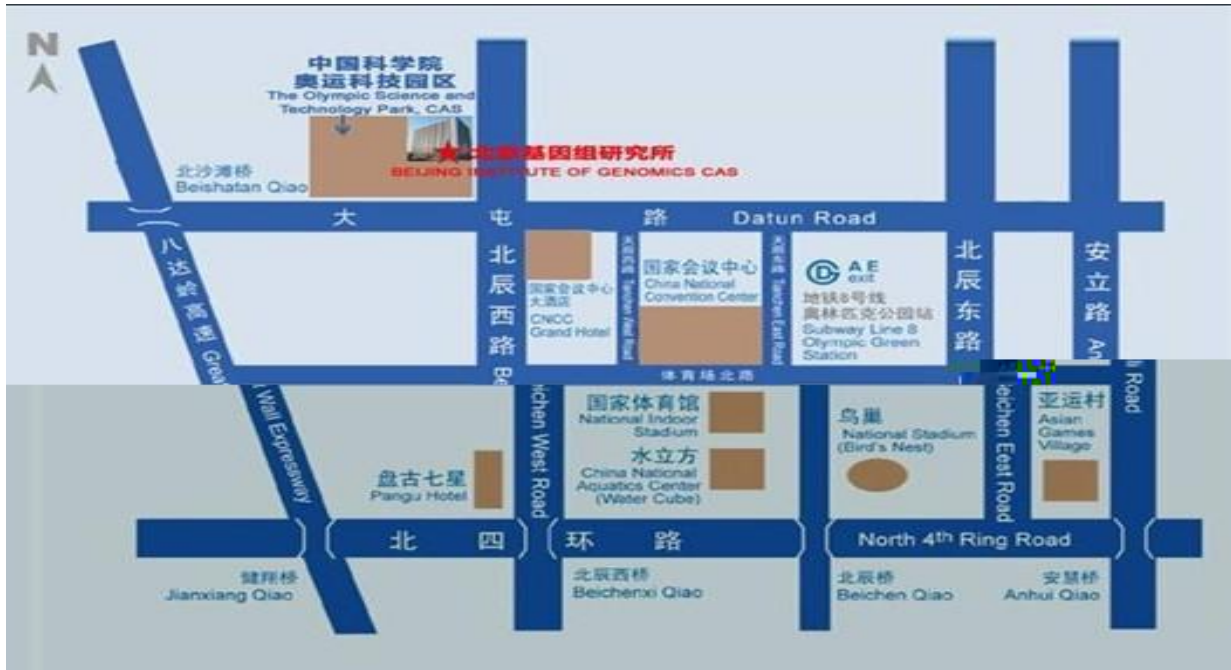 N
中国科学院
奥运科技园区
The Olympic Science and
Technology Park, CAS
北京基因组研究所
BEIJING INSTITUTE OF GENOMICS CAS
北沙滩桥
Beishatan Qiao
大 屯 路 Datun Road
八达岭高速 Grea
Wall Expressway
北辰西路 Be
eichen West Road
国家会议中心
大酒店
CNCC
Grand Hotel
天辰西路 Tianchen West Road
国家会议中心
China National
Convention Center
天辰东路 Tianchen East Road
A E
exit
地铁8号线
奥林匹克公园站
Subway Line 8
Olympic Green
Station
北辰东路
Beichen Eest Road
安立路 An
li Road
体育场北路
国家体育馆
National Indoor
Stadium
水立方
China National
Aquatics Center
(Water Cube)
盘古七星
Pangu Hotel
鸟巢
National Stadium
(Bird's Nest)
亚运村
Asian
Games
Village
北 四 环 路 North 4th Ring Road
健翔桥
Jianxiang Qiao
北辰西桥
Beichenxi Qiao
北辰桥
Beichen Qiao
安慧桥
Anhui Qiao